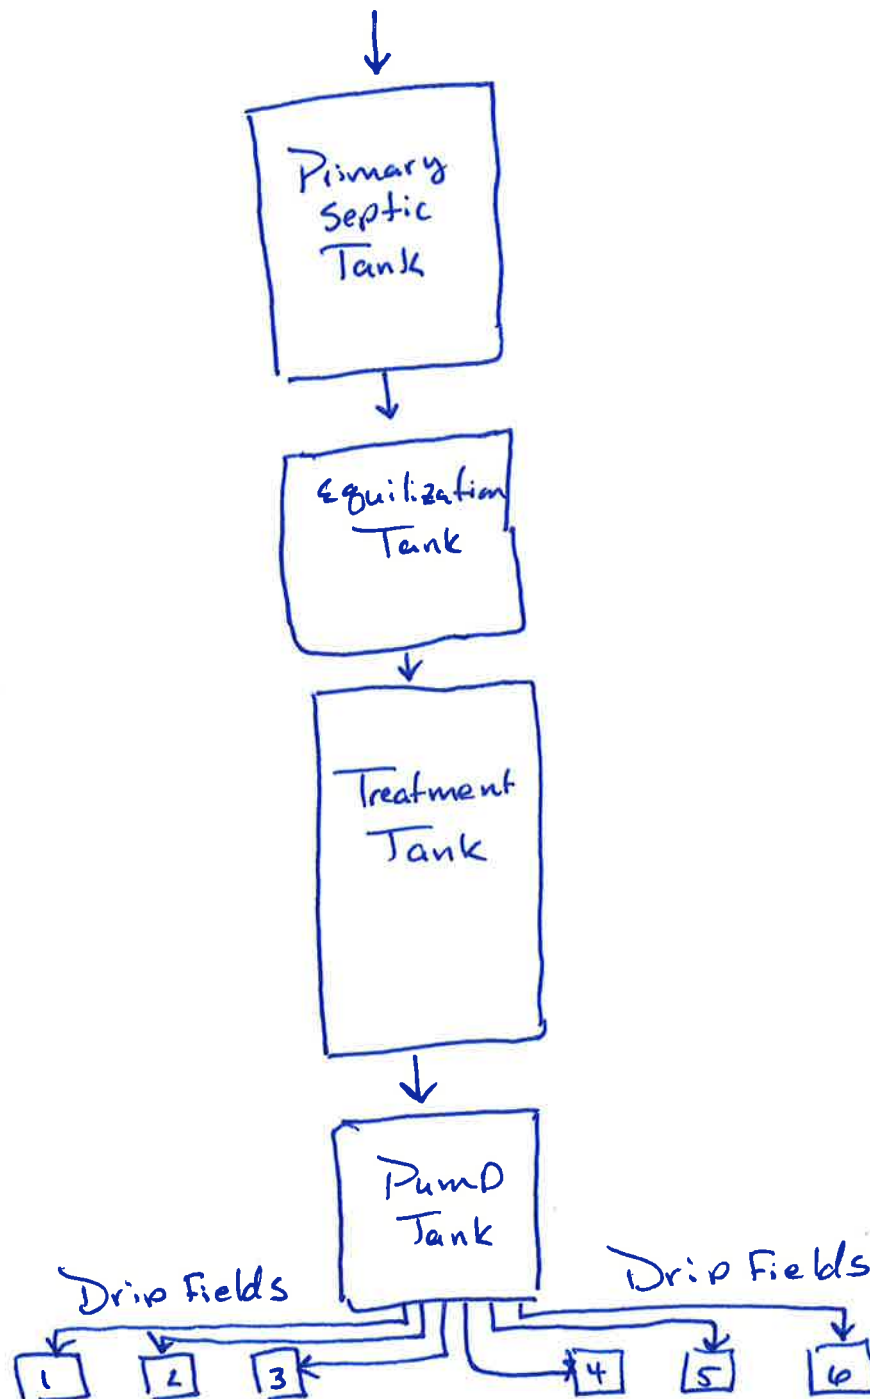 Primary
Septic
Tank
Equilization
Tank
Treatment
Tank
Pump
Tank
Drip Fields
Drip Fields
1
2
3
4
5
6